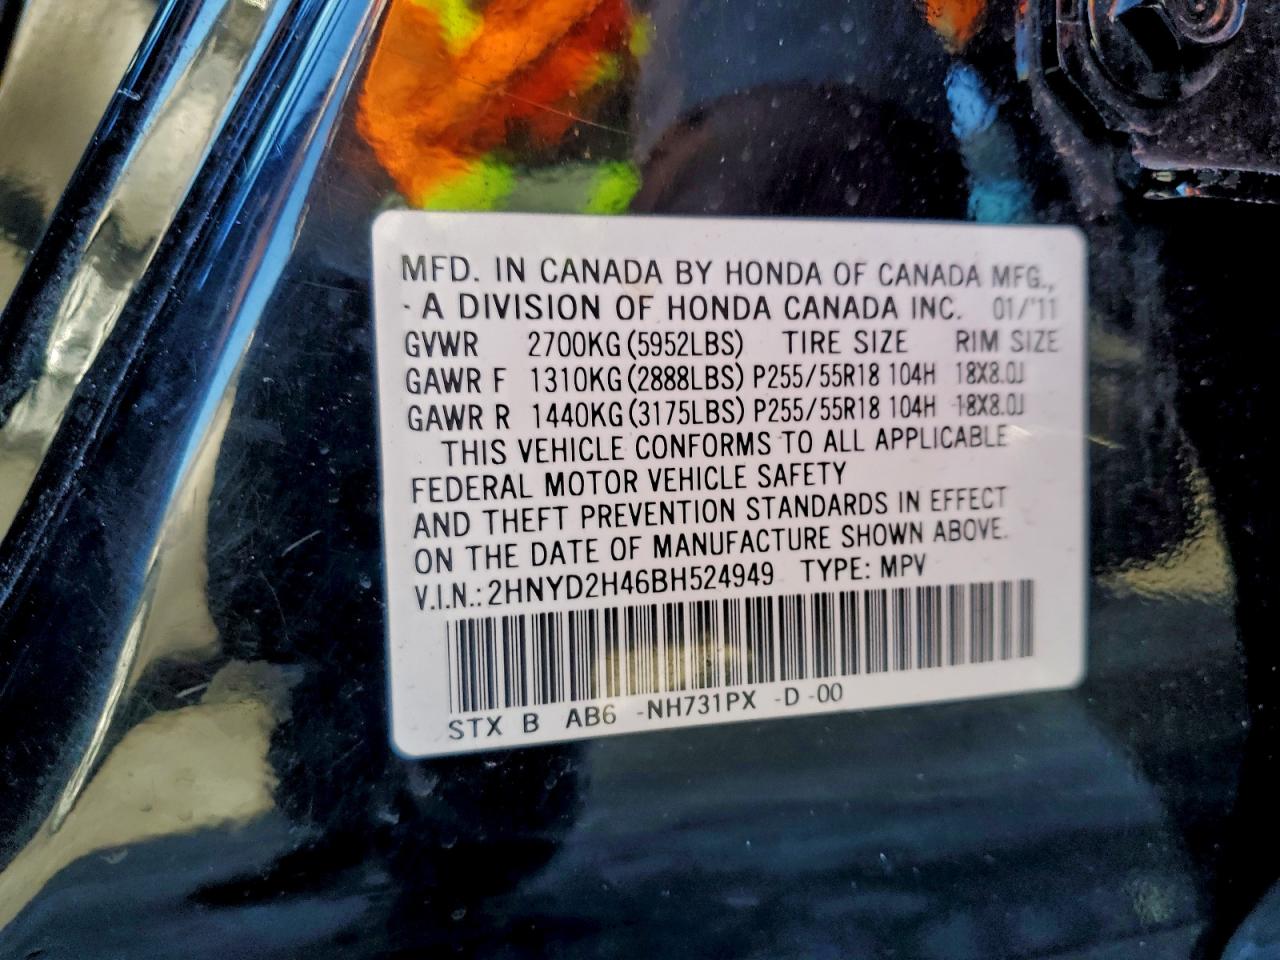 MFD. IN CANADA BY HONDA OF CANADA MFG.,
A DIVISION OF HONDA CANADA INC. 01/'11
GVWR 2700KG (5952LBS) TIRE SIZE RIM SIZE
GAWR F 1310KG (2888LBS) P255/55R18 104H 18X8.0J
GAWR R 1440KG (3175LBS) P255/55R18 104H 18X8.0J
THIS VEHICLE CONFORMS TO ALL APPLICABLE
FEDERAL MOTOR VEHICLE SAFETY
AND THEFT PREVENTION STANDARDS IN EFFECT
ON THE DATE OF MANUFACTURE SHOWN ABOVE.
V.I.N.: 2HNYD2H46BH524949 TYPE: MPV
STX B AB6 -NH731PX -D -00